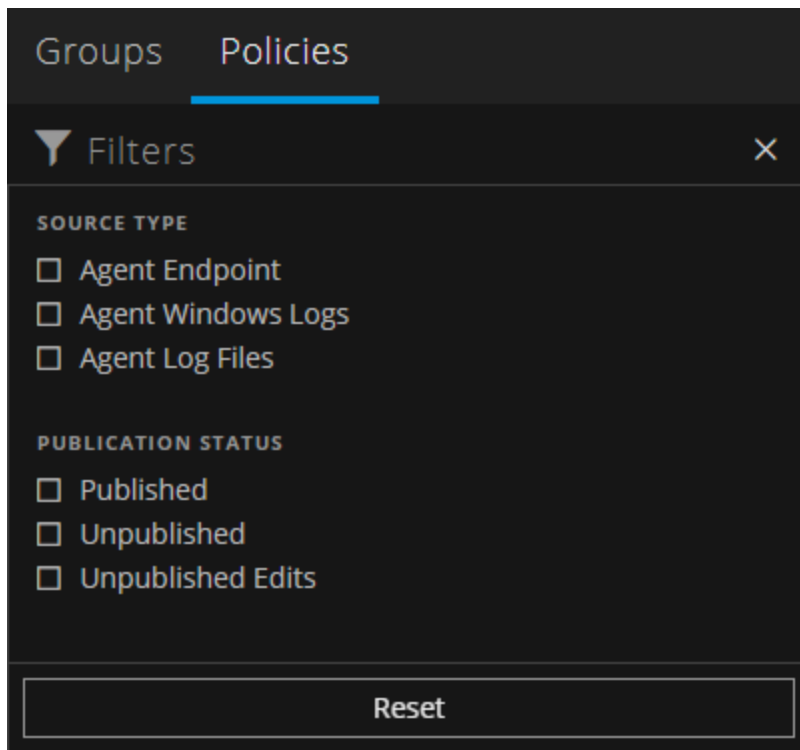 Groups Policies
Filters
SOURCE TYPE
Agent Endpoint
Agent Windows Logs
Agent Log Files
PUBLICATION STATUS
Published
Unpublished
Unpublished Edits
Reset